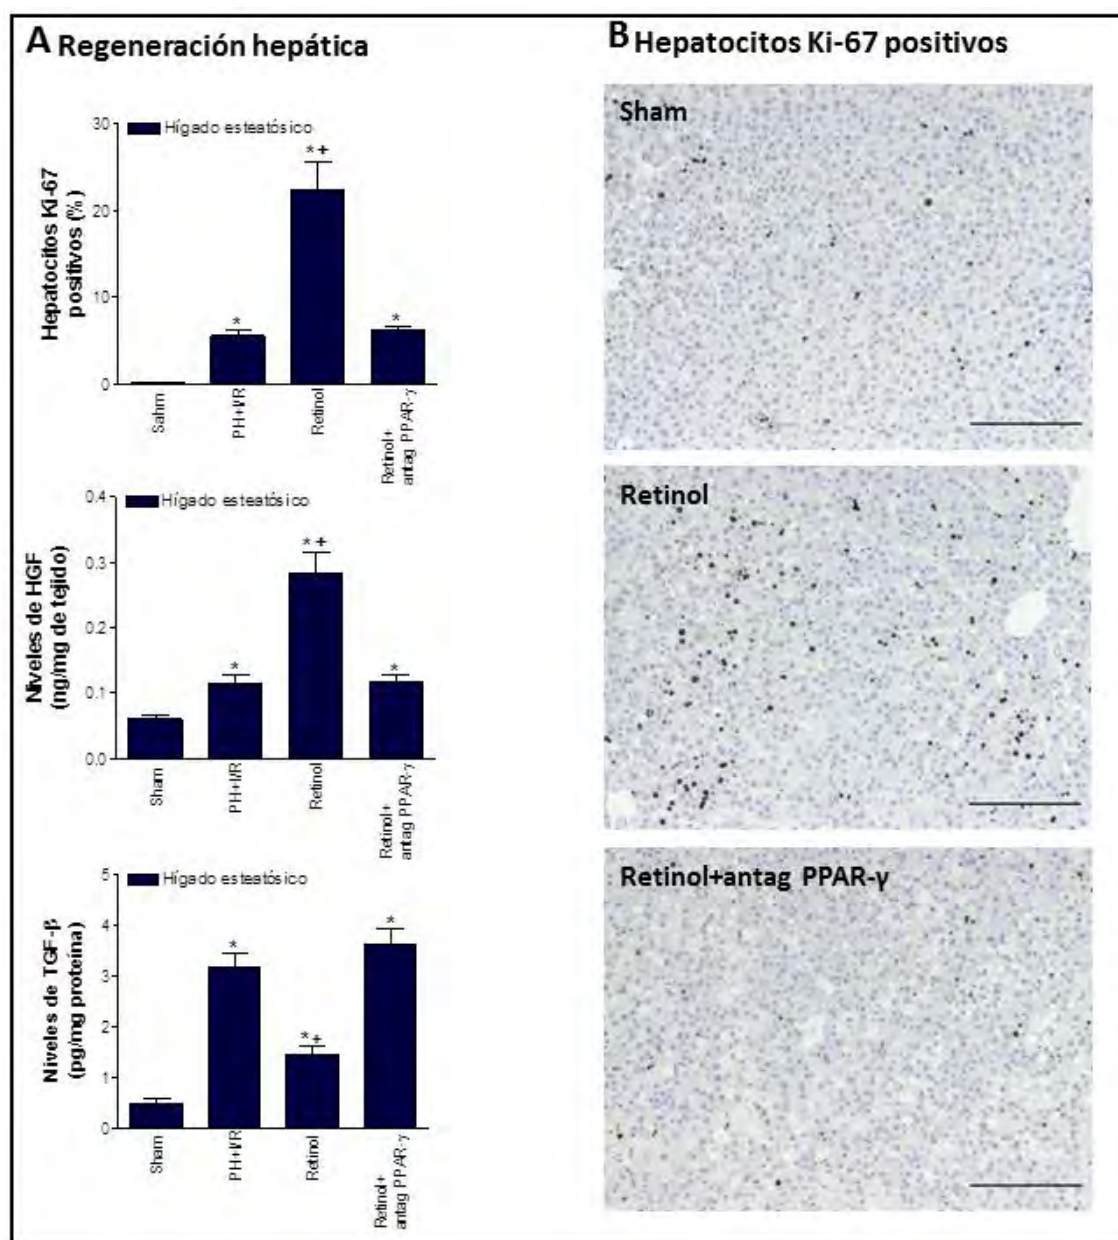 A Regeneración hepática
Hígado esteatósico
Hepatocitos Ki-67
positivos (%)
30
20
10
0
*
*+
*
Sahm
PH+I/R
Retinol
Retinol+
antag PPAR-γ
Hígado esteatósico
Niveles de HGF
(ng/mg de tejido)
0.4
0.3
0.2
0.1
0.0
*
*+
*
Sham
PH+I/R
Retinol
Retinol+
antag PPAR-γ
Hígado esteatósico
Niveles de TGF-β
(pg/mg proteína)
5
4
3
2
1
0
*
*+
*
Sham
PH+I/R
Retinol
Retinol+
antag PPAR-γ
B Hepatocitos Ki-67 positivos
Sham
Retinol
Retinol+antag PPAR-γ